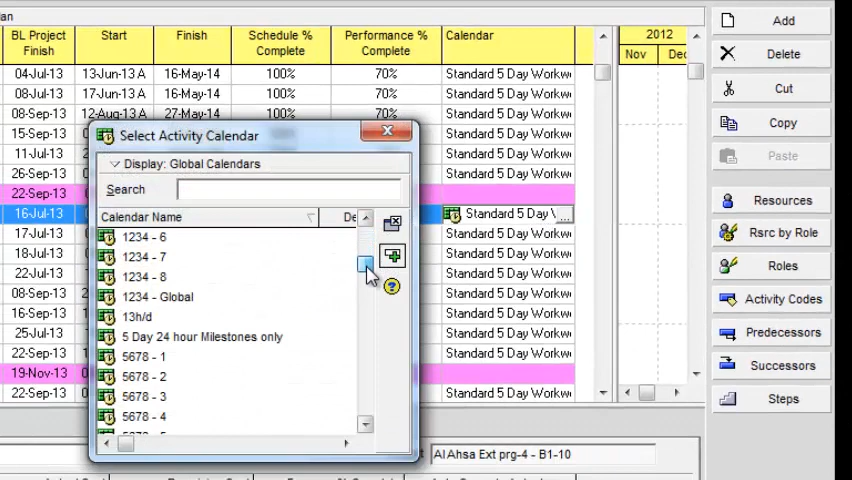 an
BL Project Finish Start Finish Schedule % Complete Performance % Complete Calendar 2012
Nov Dec
04-Jul-13 13-Jun-13 A 16-May-14 100% 70% Standard 5 Day Workw
08-Jul-13 17-Jun-13 A 16-May-14 100% 70% Standard 5 Day Workw
08-Sep-13 12-Aug-13 A 27-May-14 100% 70% Standard 5 Day Workw
15-Sep-13 Standard 5 Day Workw
11-Jul-13 Standard 5 Day Workw
26-Sep-13 Standard 5 Day Workw
22-Sep-13
16-Jul-13 Standard 5 Day \ ...
17-Jul-13 Standard 5 Day Workw
18-Jul-13 Standard 5 Day Workw
22-Jul-13 Standard 5 Day Workw
08-Sep-13 Standard 5 Day Workw
16-Sep-13 Standard 5 Day Workw
25-Jul-13 Standard 5 Day Workw
22-Sep-13 Standard 5 Day Workw
19-Nov-13
22-Sep-13 Standard 5 Day Workw
Select Activity Calendar
Display: Global Calendars
Search
Calendar Name De
1234 - 6
1234 - 7
1234 - 8
1234 - Global
13h/d
5 Day 24 hour Milestones only
5678 - 1
5678 - 2
5678 - 3
5678 - 4
Al Ahsa Ext prg-4 - B1-10
Add
Delete
Cut
Copy
Paste
Resources
Rsrc by Role
Roles
Activity Codes
Predecessors
Successors
Steps